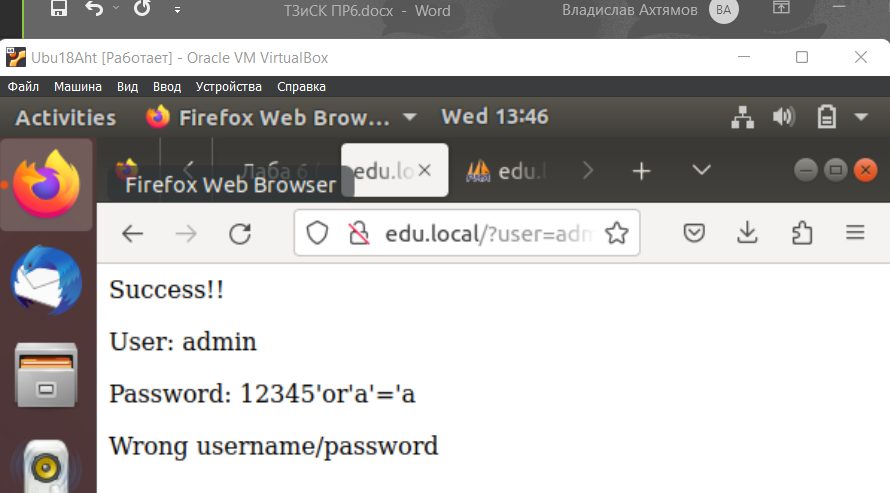 ТЗиСК ПР6.docx - Word
Владислав Ахтямов
ВА
Ubu18Aht [Работает] - Oracle VM VirtualBox
Файл Машина Вид Ввод Устройства Справка
Activities
Firefox Web Brow...
Wed 13:46
Лаба 6
edu.lo
edu.l
Firefox Web Browser
edu.local/?user=adm
Success!!
User: admin
Password: 12345'or'a'='a
Wrong username/password